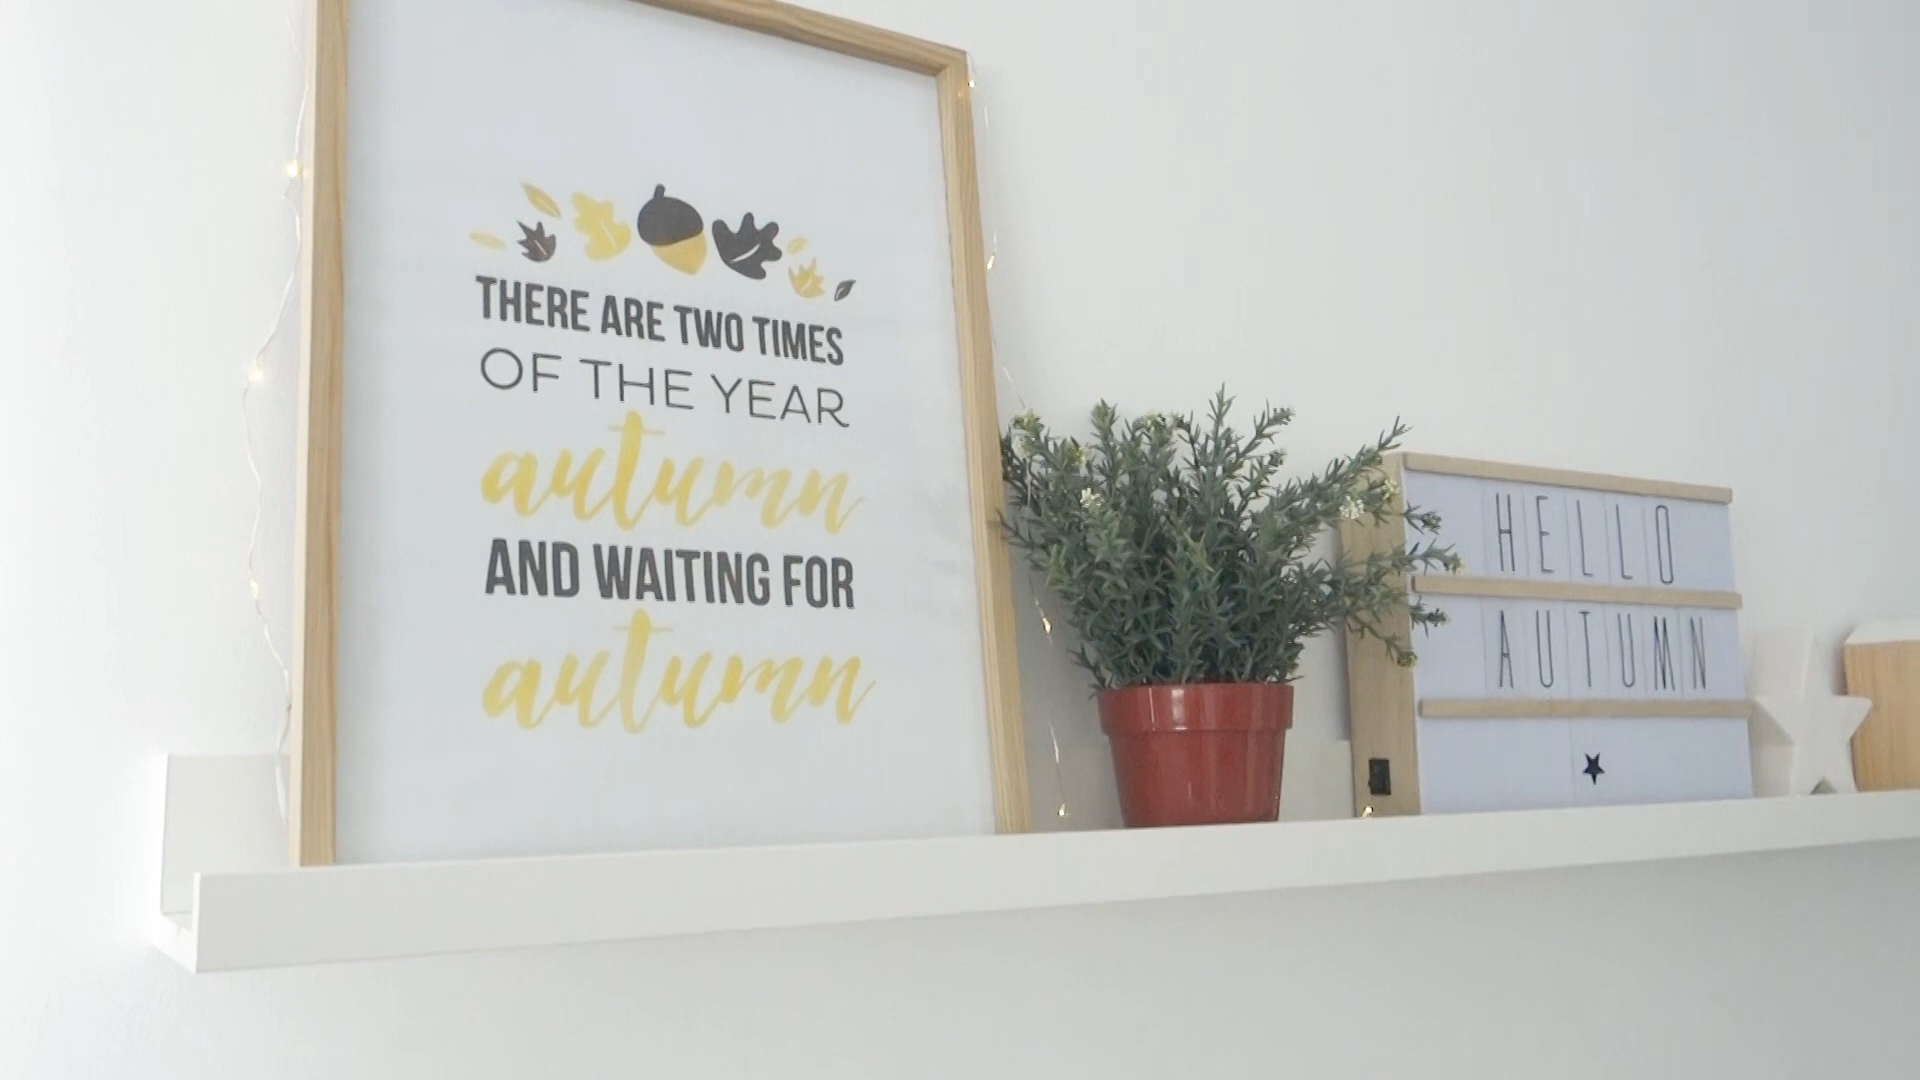 THERE ARE TWO TIMES
OF THE YEAR
autumn
AND WAITING FOR
autumn
HELLO
AUTUMN